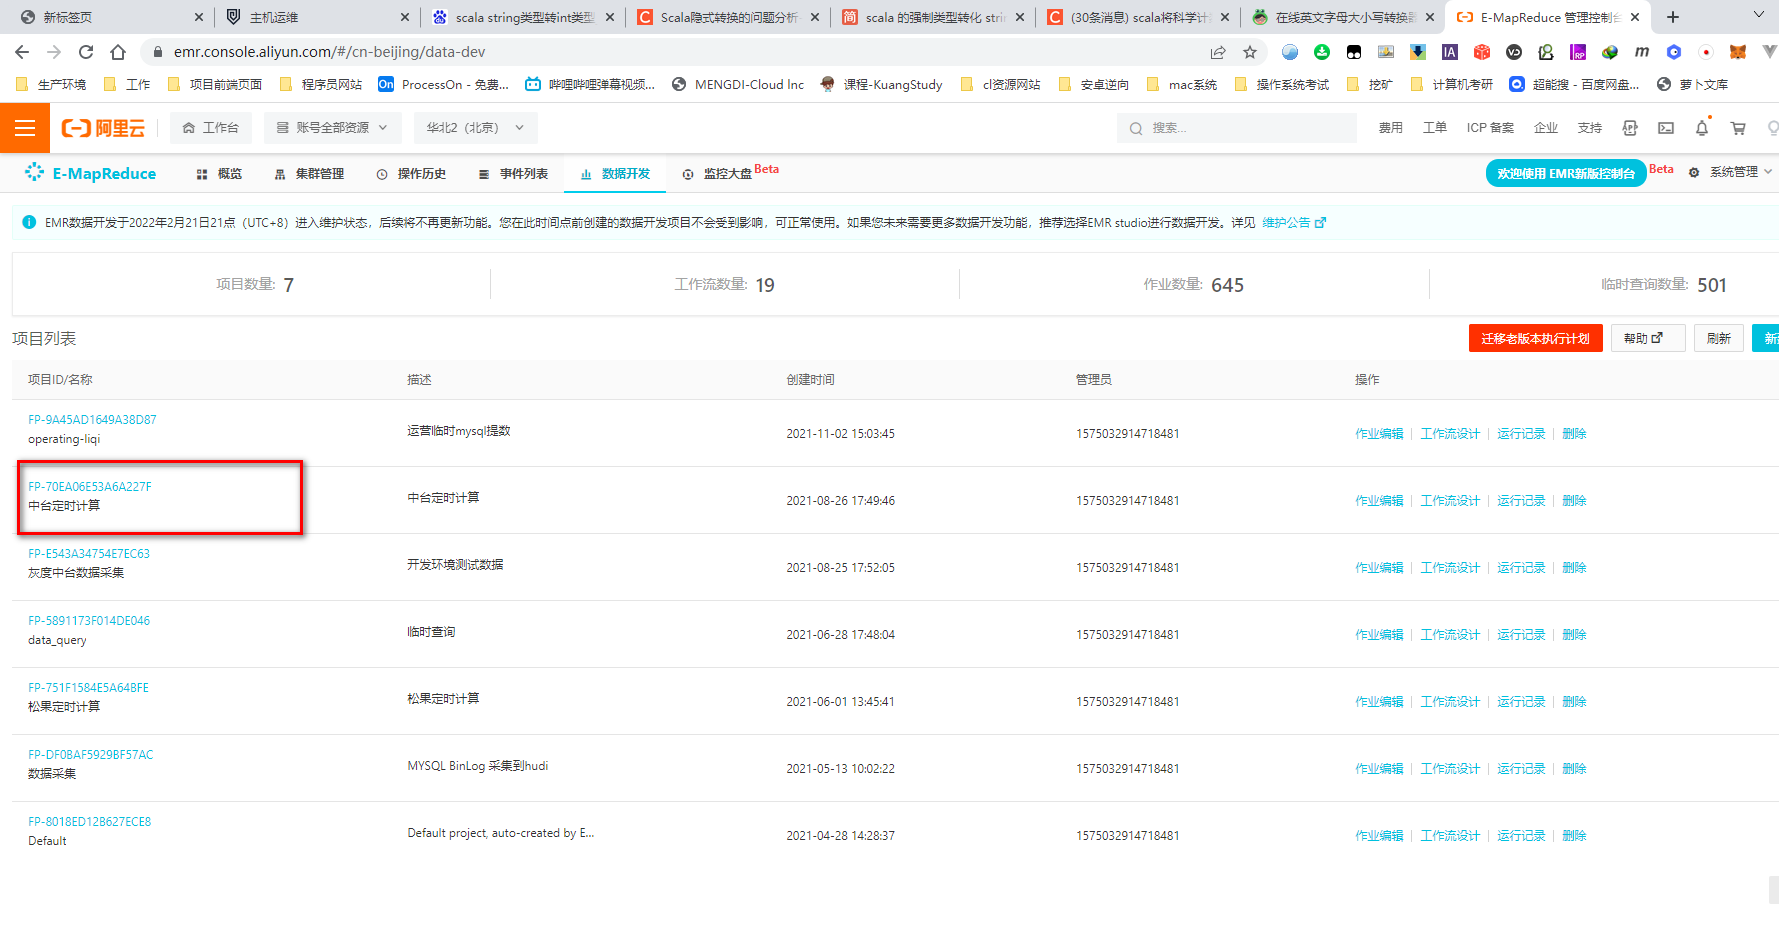 新标签页
主机运维
scala string类型转int类型
Scala隐式转换的问题分析
scala 的强制类型转化 strin
(30条消息) scala将科学计
在线英文字母大小写转换器
E-MapReduce 管理控制台
emr.console.aliyun.com/#/cn-beijing/data-dev
生产环境
工作
项目前端页面
程序员网站
On ProcessOn - 免费...
哔哩哔哩弹幕视频...
MENGDI-Cloud Inc
课程-KuangStudy
cl资源网站
安卓逆向
mac系统
操作系统考试
挖矿
计算机考研
超能搜 - 百度网盘...
萝卜文库
阿里云
工作台
账号全部资源
华北2（北京）
搜索...
费用
工单
ICP 备案
企业
支持
E-MapReduce
概览
集群管理
操作历史
事件列表
数据开发
监控大盘 Beta
欢迎使用 EMR新版控制台 Beta
系统管理
EMR数据开发于2022年2月21日21点（UTC+8）进入维护状态，后续将不再更新功能。您在此时间点前创建的数据开发项目不会受到影响，可正常使用。如果您未来需要更多数据开发功能，推荐选择EMR studio进行数据开发。详见 维护公告
项目数量: 7
工作流数量: 19
作业数量: 645
临时查询数量: 501
项目列表
迁移老版本执行计划
帮助
刷新
项目ID/名称 描述 创建时间 管理员 操作
FP-9A45AD1649A38D87
operating-liqi
运营临时mysql提数
2021-11-02 15:03:45
1575032914718481
作业编辑 工作流设计 运行记录 删除
FP-70EA06E53A6A227F
中台定时计算
中台定时计算
2021-08-26 17:49:46
1575032914718481
作业编辑 工作流设计 运行记录 删除
FP-E543A34754E7EC63
灰度中台数据采集
开发环境测试数据
2021-08-25 17:52:05
1575032914718481
作业编辑 工作流设计 运行记录 删除
FP-5891173F014DE046
data_query
临时查询
2021-06-28 17:48:04
1575032914718481
作业编辑 工作流设计 运行记录 删除
FP-751F1584E5A64BFE
松果定时计算
松果定时计算
2021-06-01 13:45:41
1575032914718481
作业编辑 工作流设计 运行记录 删除
FP-DF0BAF5929BF57AC
数据采集
MYSQL BinLog 采集到hudi
2021-05-13 10:02:22
1575032914718481
作业编辑 工作流设计 运行记录 删除
FP-8018ED12B627ECE8
Default
Default project, auto-created by E...
2021-04-28 14:28:37
1575032914718481
作业编辑 工作流设计 运行记录 删除